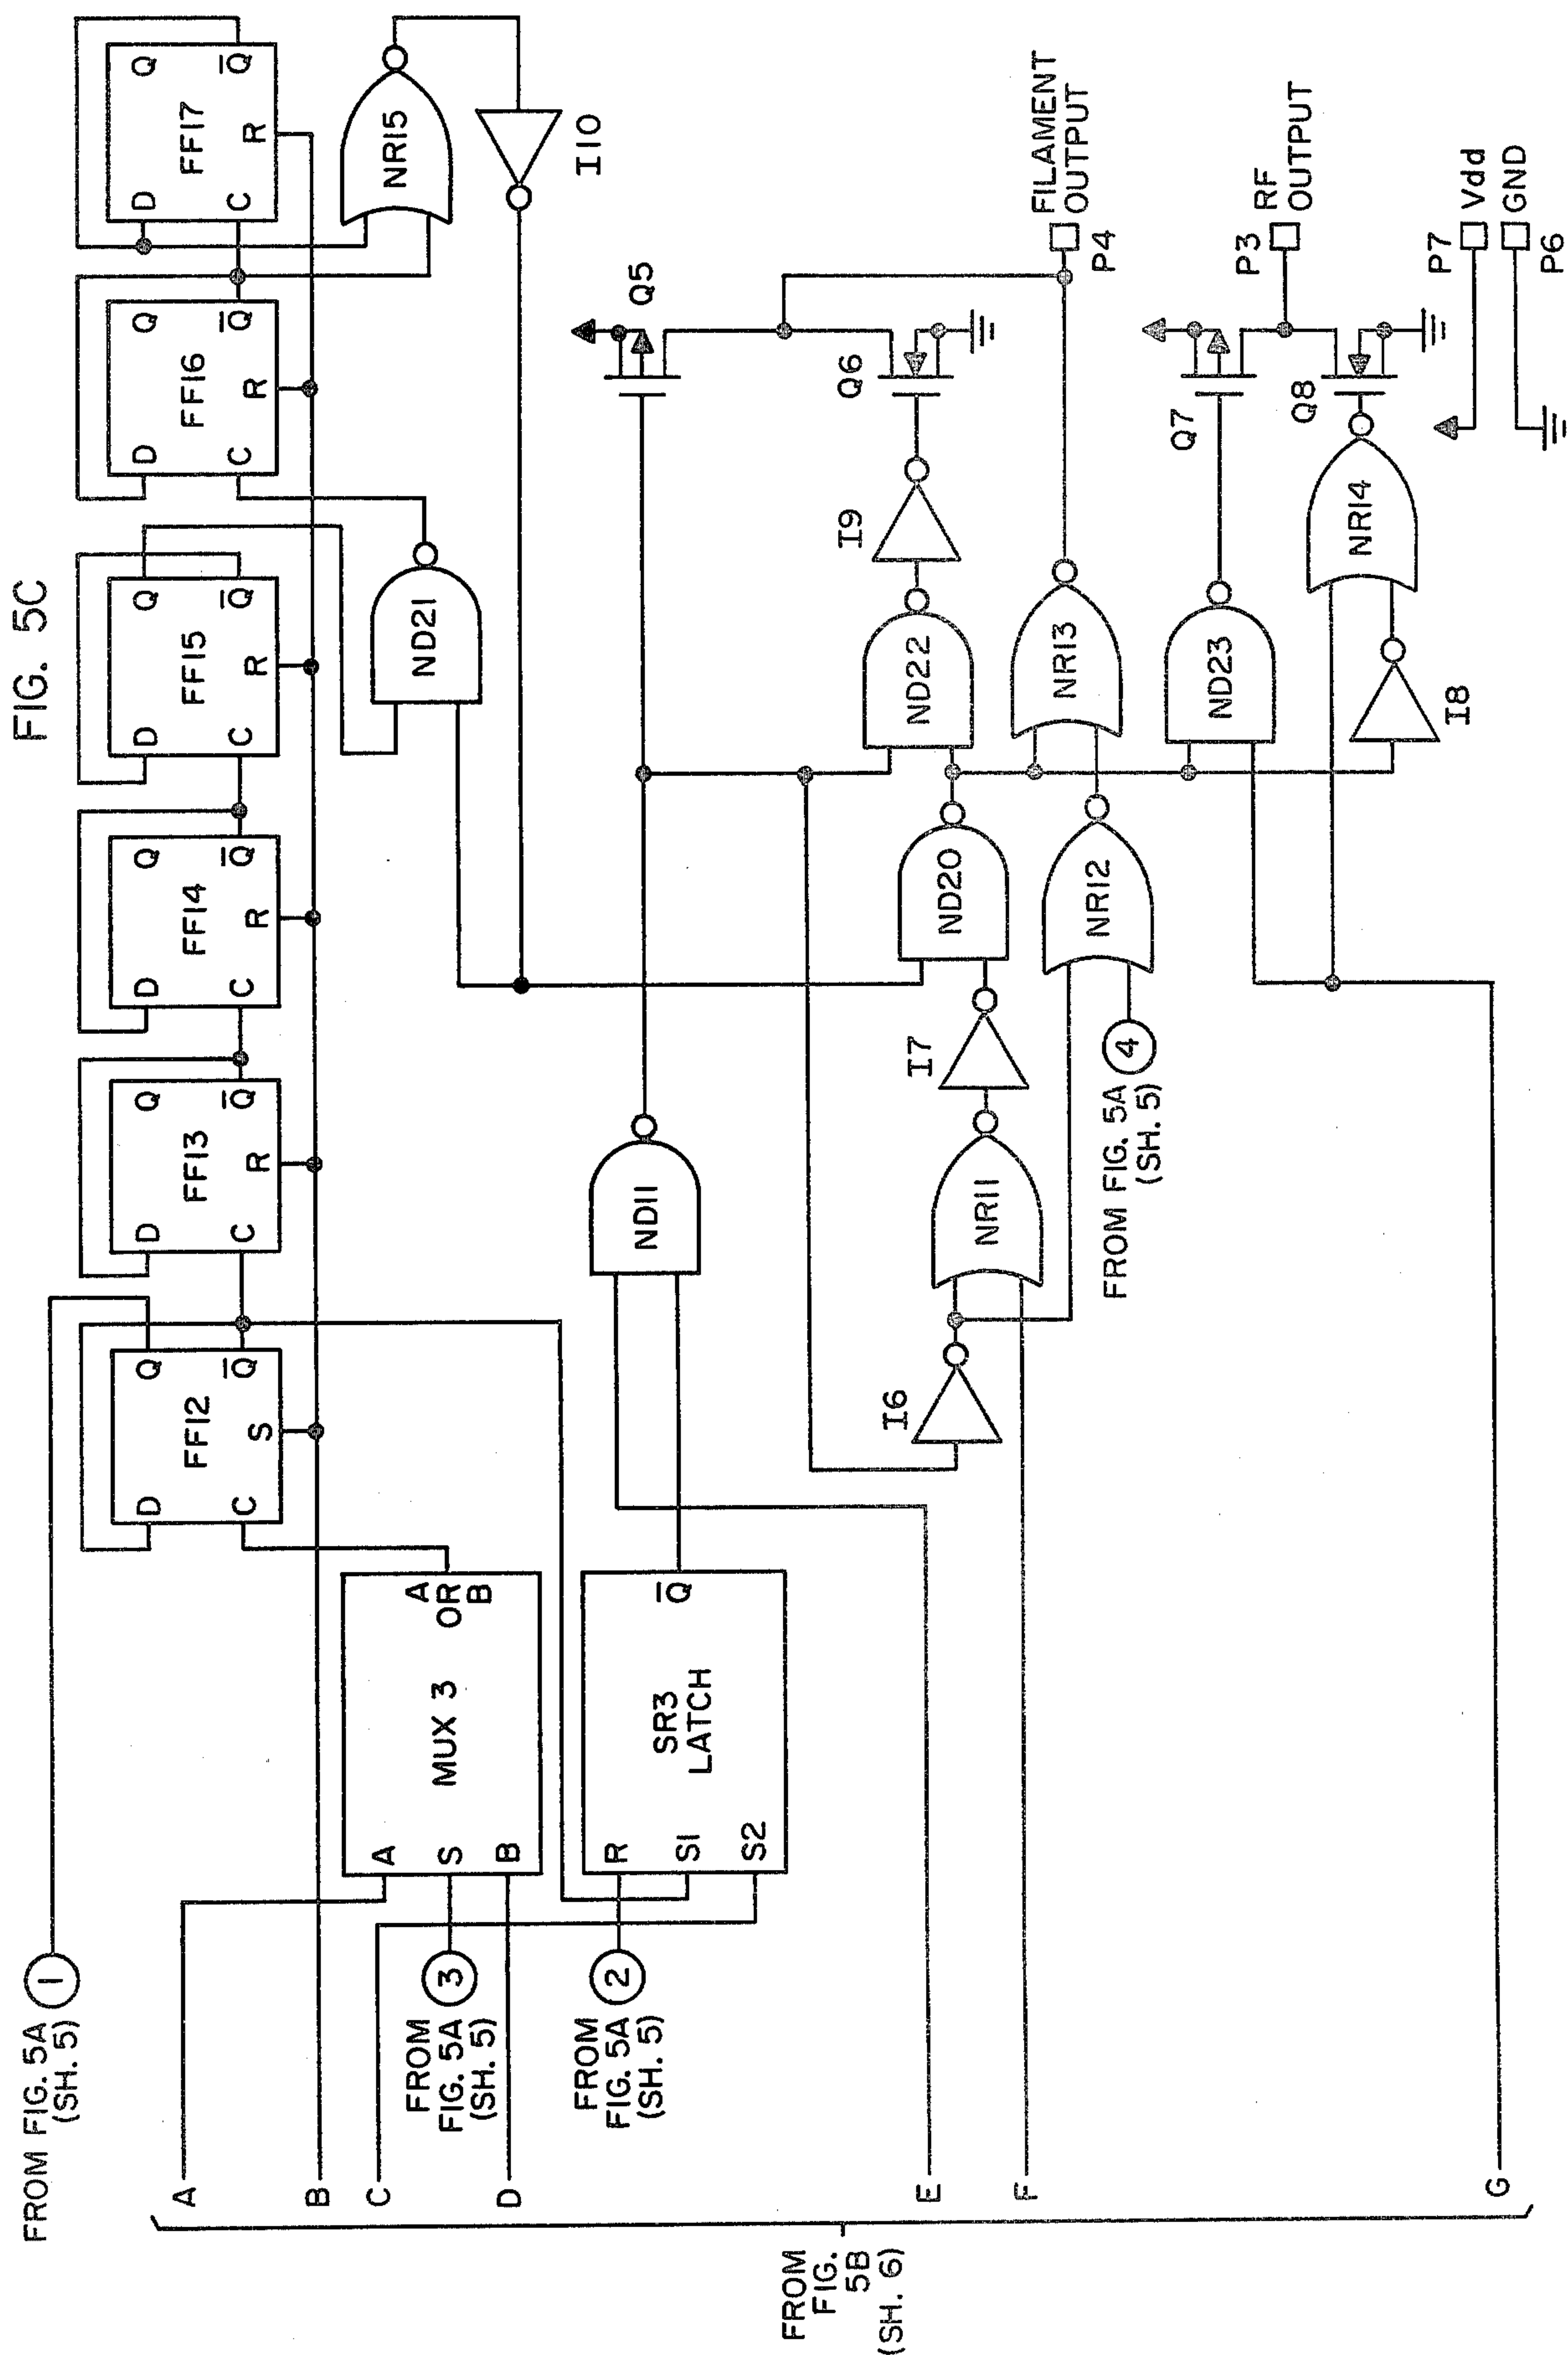 FIG. 5C
FROM FIG. 5A
(SH. 5)
1
D
Q
C
Q
S
FF12
D
Q
C
Q
R
FF13
D
Q
C
Q
R
FF14
D
Q
C
Q
R
FF15
D
Q
C
Q
R
FF16
D
Q
C
Q
R
FF17
A
B
C
D
E
F
G
FROM
FIG.
5B
(SH. 6)
FROM
FIG. 5A
(SH. 5)
3
A
S
B
MUX 3
A
OR
B
FROM
FIG. 5A
(SH. 5)
2
R
S1
S2
SR3
LATCH
Q
ND21
NR15
I10
ND11
Q5
I6
NR11
I7
ND20
ND22
I9
Q6
FROM FIG. 5A
(SH. 5)
4
NR12
NR13
FILAMENT
OUTPUT
P4
ND23
Q7
P3
RF
OUTPUT
I8
NR14
Q8
P7
Vdd
GND
P6